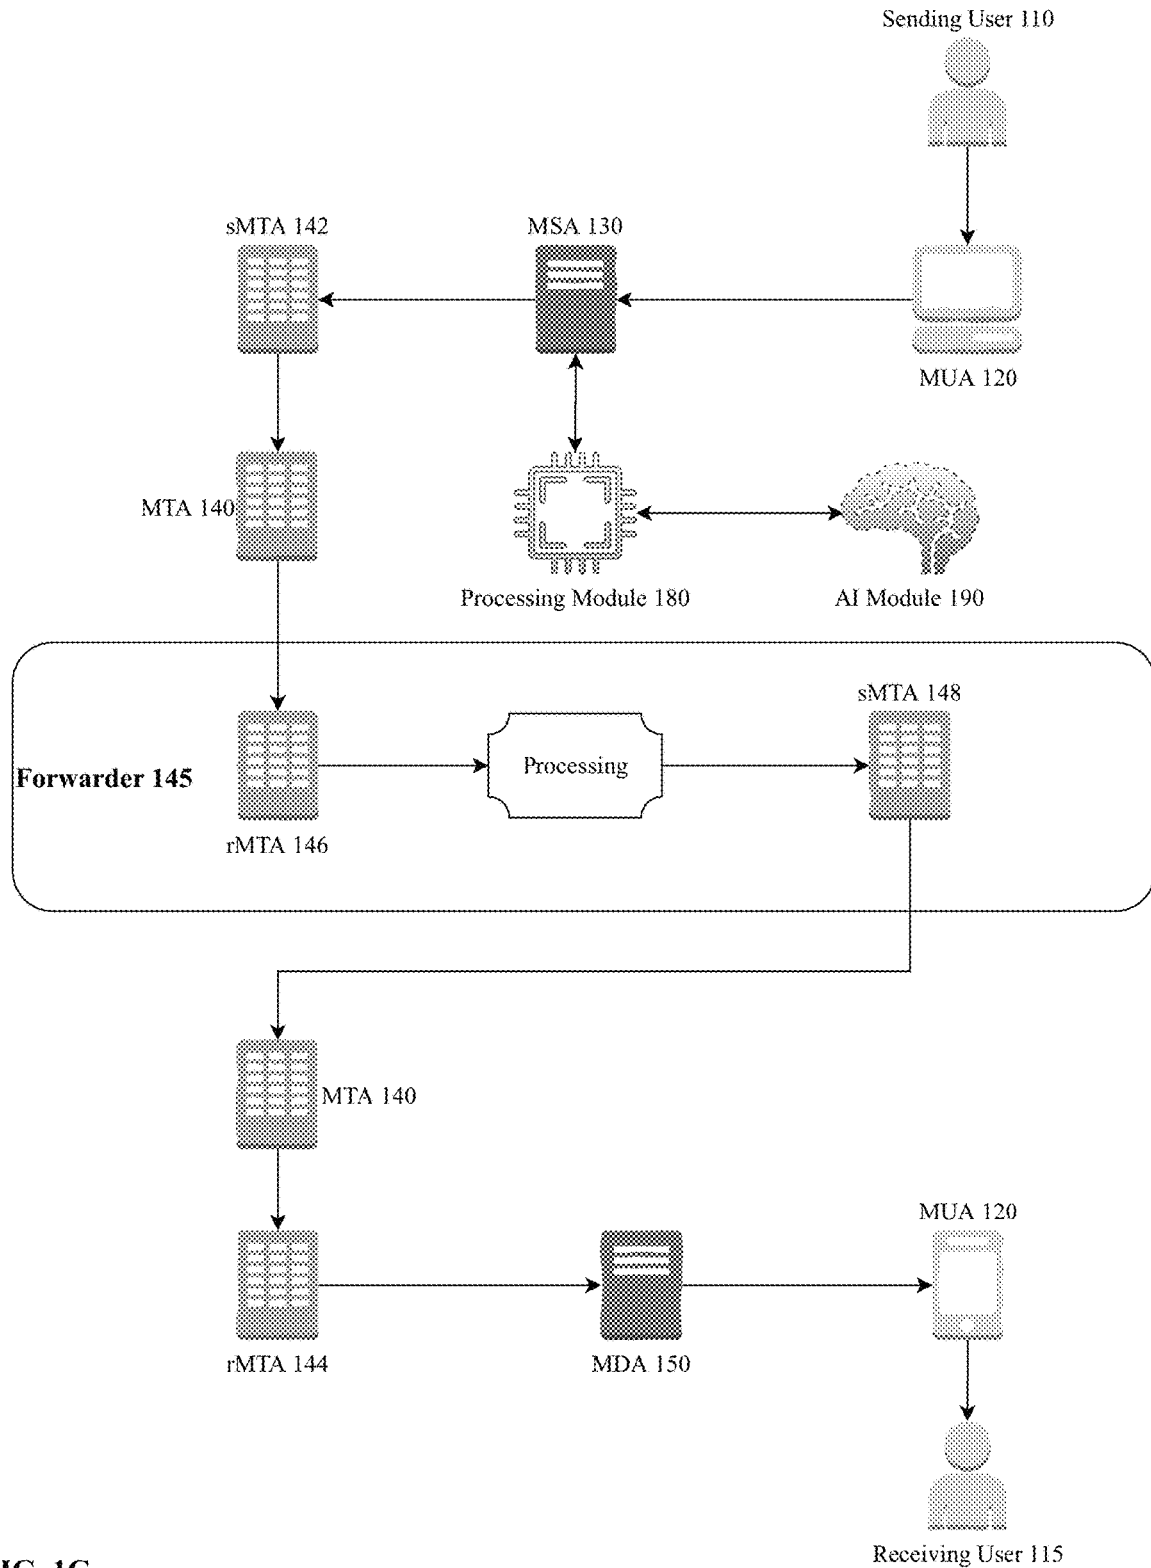 Sending User 110
sMTA 142
MSA 130
MUA 120
MTA 140
Processing Module 180
AI Module 190
sMTA 148
Forwarder 145
Processing
rMTA 146
MTA 140
MUA 120
rMTA 144
MDA 150
Receiving User 115